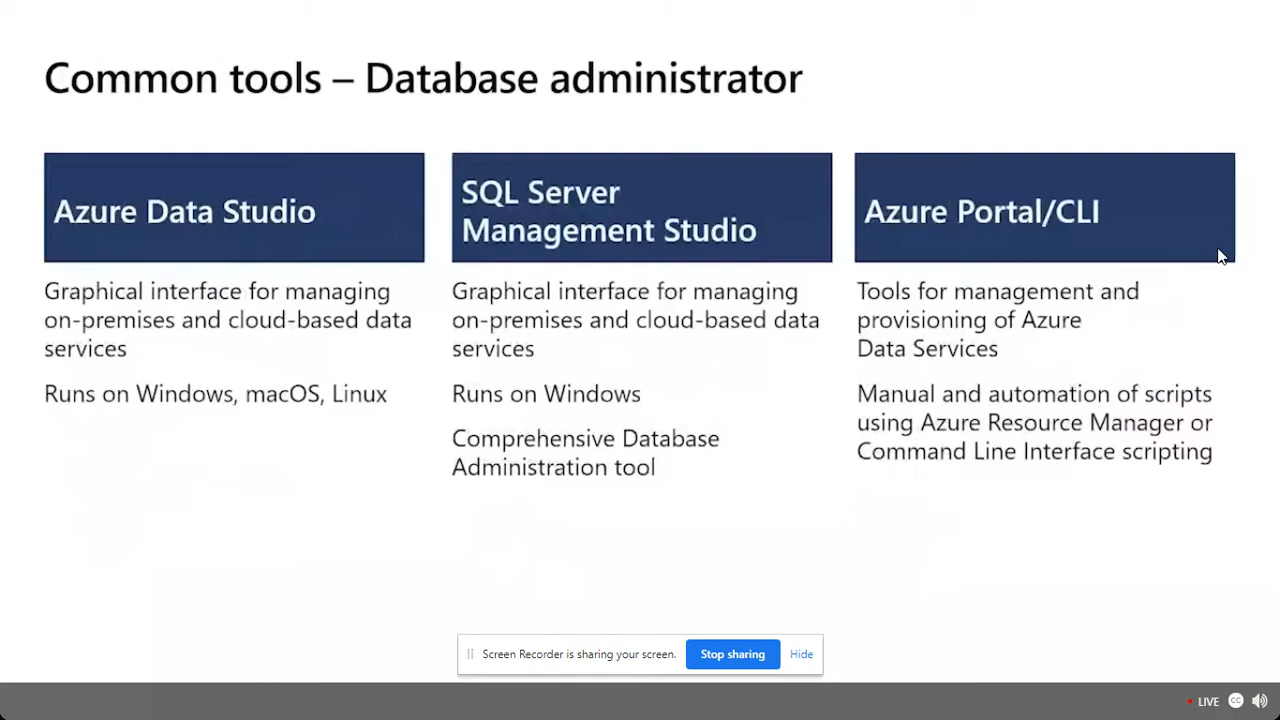 Common tools – Database administrator
Azure Data Studio
Graphical interface for managing
on-premises and cloud-based data
services
Runs on Windows, macOS, Linux
SQL Server
Management Studio
Graphical interface for managing
on-premises and cloud-based data
services
Runs on Windows
Comprehensive Database
Administration tool
Azure Portal/CLI
Tools for management and
provisioning of Azure
Data Services
Manual and automation of scripts
using Azure Resource Manager or
Command Line Interface scripting
Screen Recorder is sharing your screen.
Stop sharing
Hide
LIVE
CC